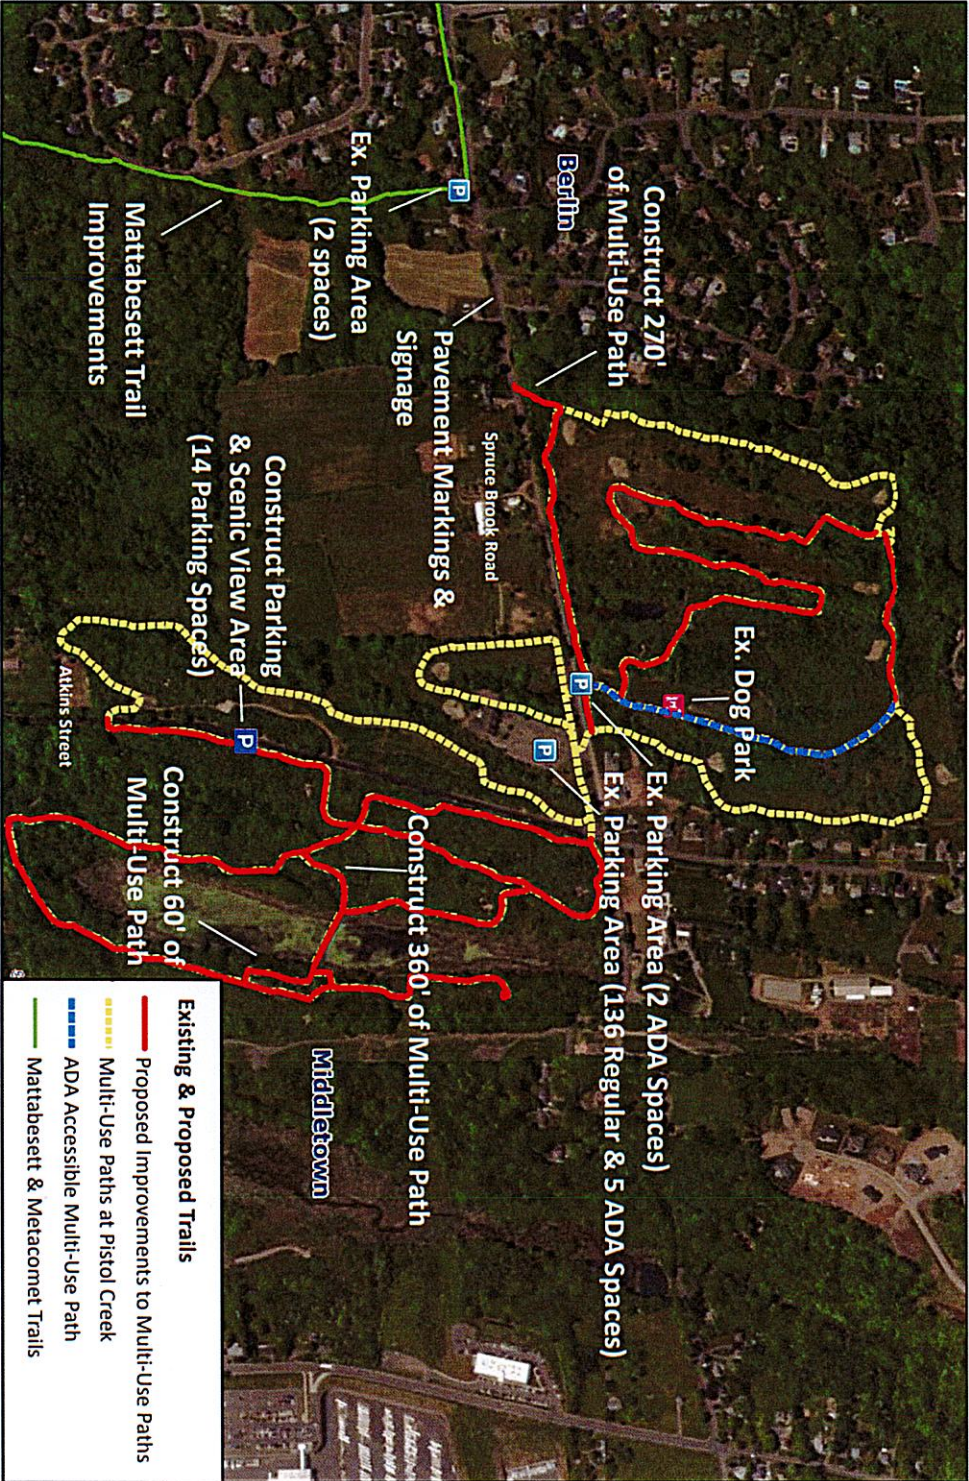 Berlin
Construct 270'
of Multi-Use Path
Ex. Parking Area
(2 spaces)
P
Mattabesett Trail
Improvements
Pavement Markings &
Signage
Spruce Brook Road
Construct Parking
& Scenic View Area
(14 Parking Spaces)
Atkins Street
P
Ex. Dog Park
P
P
Ex. Parking Area (2 ADA Spaces)
Ex. Parking Area (136 Regular & 5 ADA Spaces)
Construct 360' of Multi-Use Path
Construct 60' of
Multi-Use Path
Middletown
Existing & Proposed Trails
Proposed Improvements to Multi-Use Paths
Multi-Use Paths at Pistol Creek
ADA Accessible Multi-Use Path
Mattabesett & Metacomet Trails